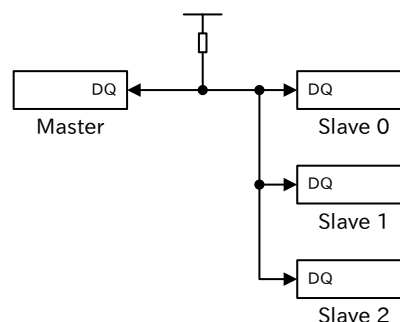 DQ
Master
DQ
Slave 0
DQ
Slave 1
DQ
Slave 2